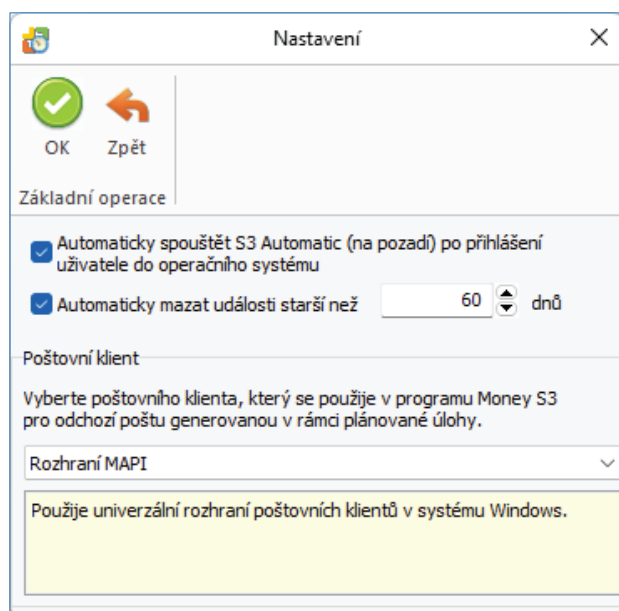 Nastavení
OK Zpět
Základní operace
Automaticky spouštět S3 Automatic (na pozadí) po přihlášení
uživatele do operačního systému
Automaticky mazat události starší než 60 dnů
Poštovní klient
Vyberte poštovního klienta, který se použije v programu Money S3
pro odchozí poštu generovanou v rámci plánované úlohy.
Rozhraní MAPI
Použije univerzální rozhraní poštovních klientů v systému Windows.